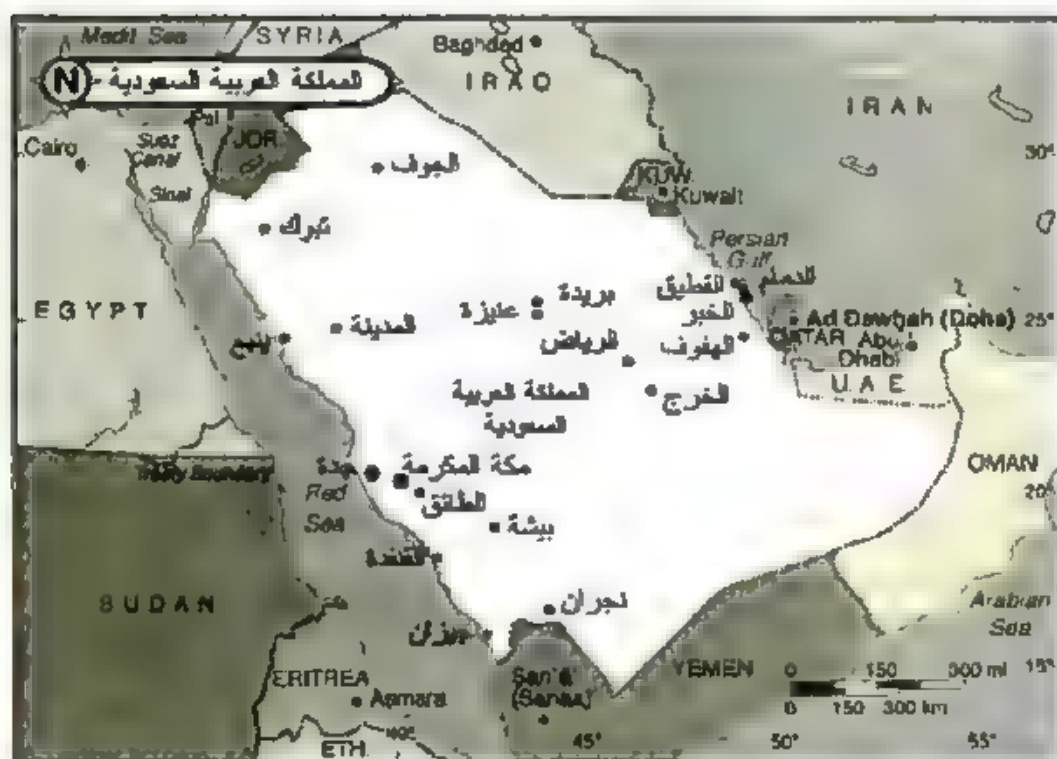 Medit Sea
SYRIA
Baghdad
IRAQ
IRAN
N
المملكة العربية السعودية
Cairo
Suez
Canal
Sinai
JOR
الجوف
KUW
Kuwait
30°
تبوك
Persian
Gulf
EGYPT
بريدة
عنيزة
القطيف
الدمام
الخبر
المدينة
ينبع
الرياض
الهفوف
Ad Dawhah (Doha)
25°
QATAR
Abu
Dhabi
U.A.E
الخرج
المملكة العربية
السعودية
OMAN
مكة المكرمة
جدة
Red
Sea
20°
بيشة
SUDAN
نجران
Arabian
Sea
YEMEN
0 150 300 mi
15°
0 150 300 km
ERITREA
Asmara
San'a'
(Sanaa)
ETH.
45°
50°
55°